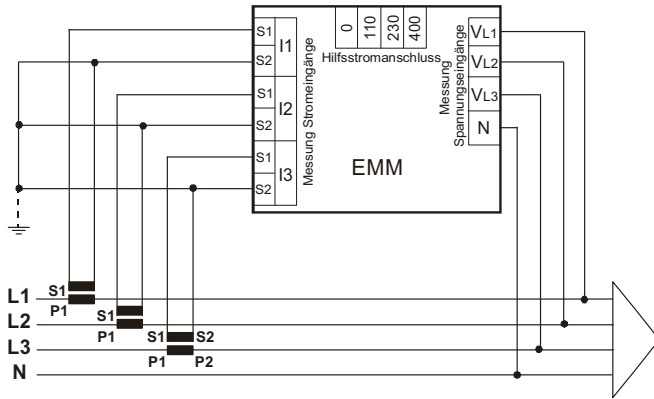 S1
S2
I1
S1
S2
I2
S1
S2
I3
Messung Stromeingänge
0
110
230
400
Hilfsstromanschluss
Messung
Spannungseingänge
VL1
VL2
VL3
N
EMM
L1
S1
P1
L2
S1
P1
L3
S1
S2
P1
P2
N